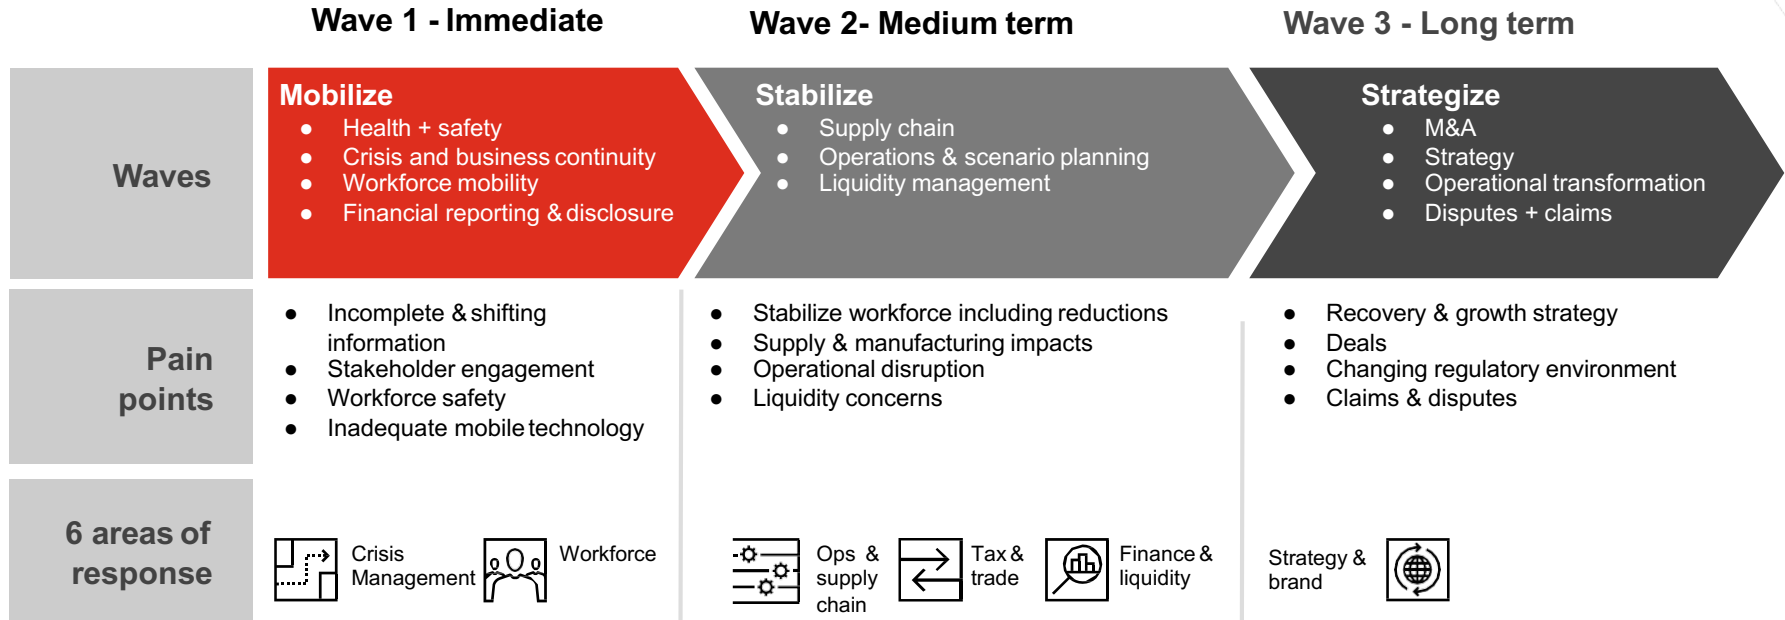 Wave 1 - Immediate
Wave 2- Medium term
Wave 3 - Long term
Waves
Mobilize
● Health + safety
● Crisis and business continuity
● Workforce mobility
● Financial reporting & disclosure
Stabilize
● Supply chain
● Operations & scenario planning
● Liquidity management
Strategize
● M&A
● Strategy
● Operational transformation
● Disputes + claims
Pain
points
● Incomplete & shifting
information
● Stakeholder engagement
● Workforce safety
● Inadequate mobile technology
● Stabilize workforce including reductions
● Supply & manufacturing impacts
● Operational disruption
● Liquidity concerns
● Recovery & growth strategy
● Deals
● Changing regulatory environment
● Claims & disputes
6 areas of
response
Crisis
Management
Workforce
Ops &
supply
chain
Tax &
trade
Finance &
liquidity
Strategy &
brand